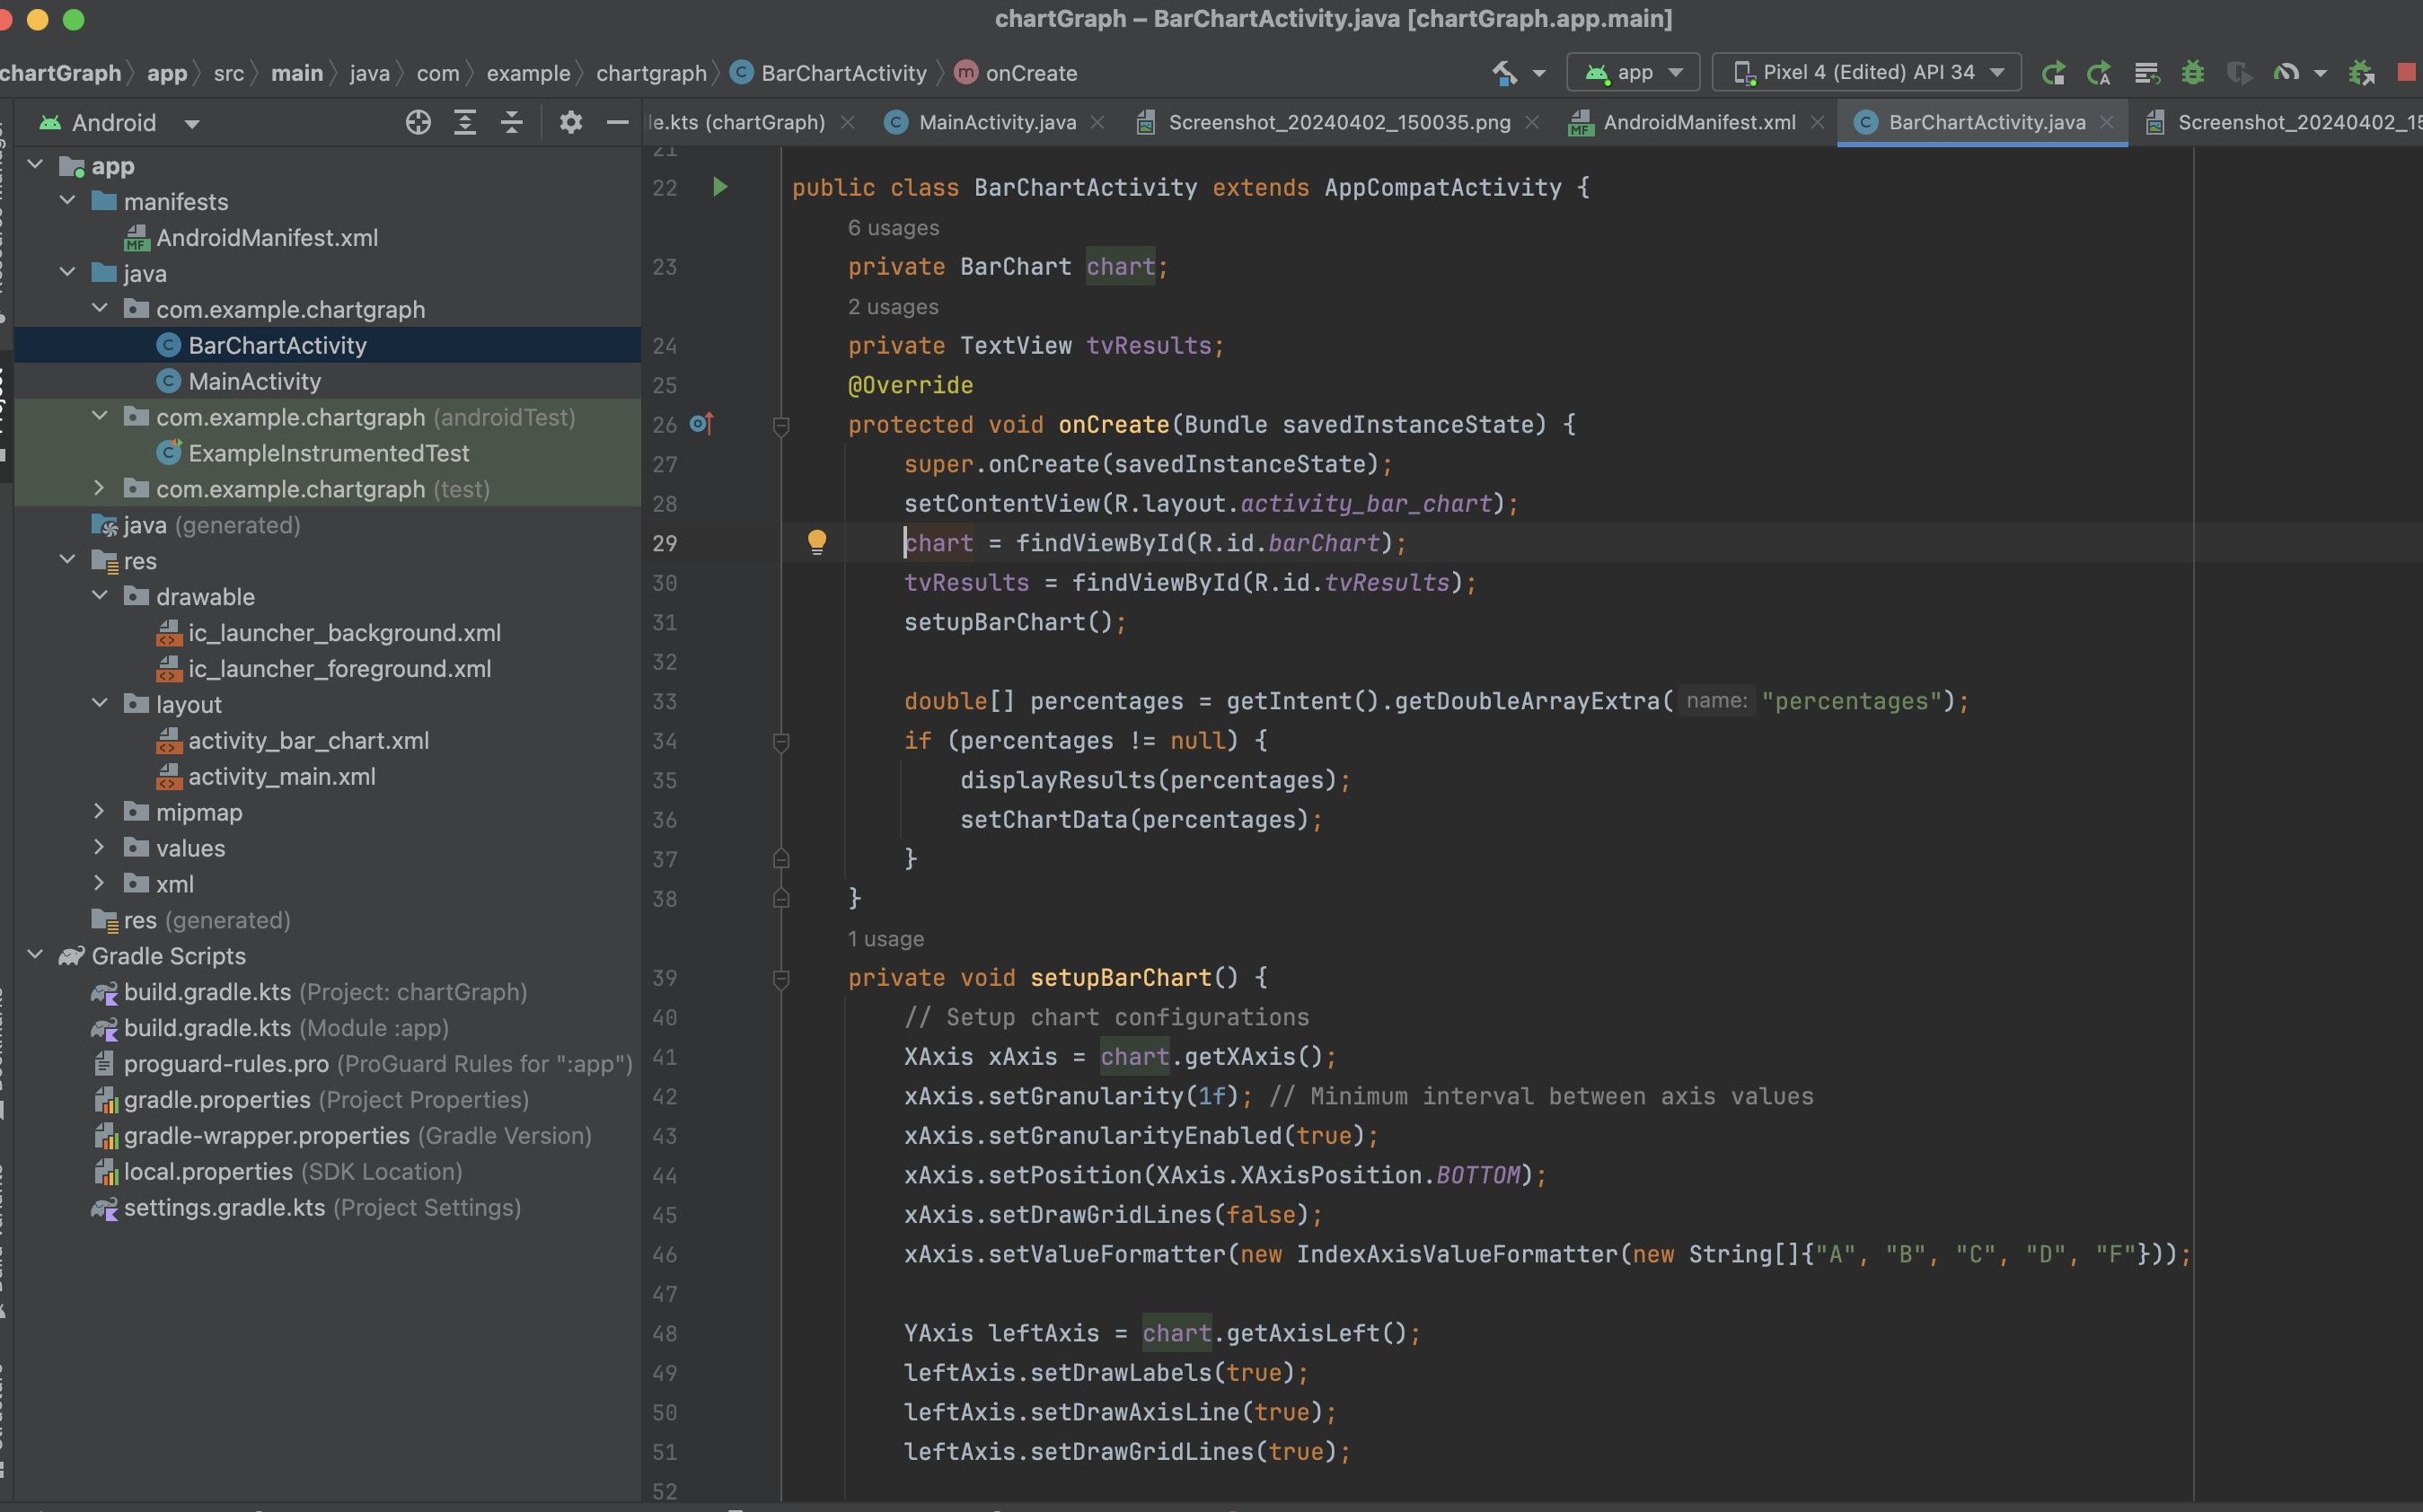 chartGraph – BarChartActivity.java [chartGraph.app.main]
chartGraph app src main java com example chartgraph BarChartActivity onCreate
app Pixel 4 (Edited) API 34
Android
le.kts (chartGraph) MainActivity.java Screenshot_20240402_150035.png AndroidManifest.xml BarChartActivity.java Screenshot_20240402_15
app
manifests
AndroidManifest.xml
java
com.example.chartgraph
BarChartActivity
MainActivity
com.example.chartgraph (androidTest)
ExampleInstrumentedTest
com.example.chartgraph (test)
java (generated)
res
drawable
ic_launcher_background.xml
ic_launcher_foreground.xml
layout
activity_bar_chart.xml
activity_main.xml
mipmap
values
xml
res (generated)
Gradle Scripts
build.gradle.kts (Project: chartGraph)
build.gradle.kts (Module :app)
proguard-rules.pro (ProGuard Rules for ":app")
gradle.properties (Project Properties)
gradle-wrapper.properties (Gradle Version)
local.properties (SDK Location)
settings.gradle.kts (Project Settings)
21
22 public class BarChartActivity extends AppCompatActivity {
6 usages
23 private BarChart chart;
2 usages
24 private TextView tvResults;
25 @Override
26 protected void onCreate(Bundle savedInstanceState) {
27 super.onCreate(savedInstanceState);
28 setContentView(R.layout.activity_bar_chart);
29 chart = findViewById(R.id.barChart);
30 tvResults = findViewById(R.id.tvResults);
31 setupBarChart();
32
33 double[] percentages = getIntent().getDoubleArrayExtra( name: "percentages");
34 if (percentages != null) {
35 displayResults(percentages);
36 setChartData(percentages);
37 }
38 }
1 usage
39 private void setupBarChart() {
40 // Setup chart configurations
41 XAxis xAxis = chart.getXAxis();
42 xAxis.setGranularity(1f); // Minimum interval between axis values
43 xAxis.setGranularityEnabled(true);
44 xAxis.setPosition(XAxis.XAxisPosition.BOTTOM);
45 xAxis.setDrawGridLines(false);
46 xAxis.setValueFormatter(new IndexAxisValueFormatter(new String[]{"A", "B", "C", "D", "F"}));
47
48 YAxis leftAxis = chart.getAxisLeft();
49 leftAxis.setDrawLabels(true);
50 leftAxis.setDrawAxisLine(true);
51 leftAxis.setDrawGridLines(true);
52